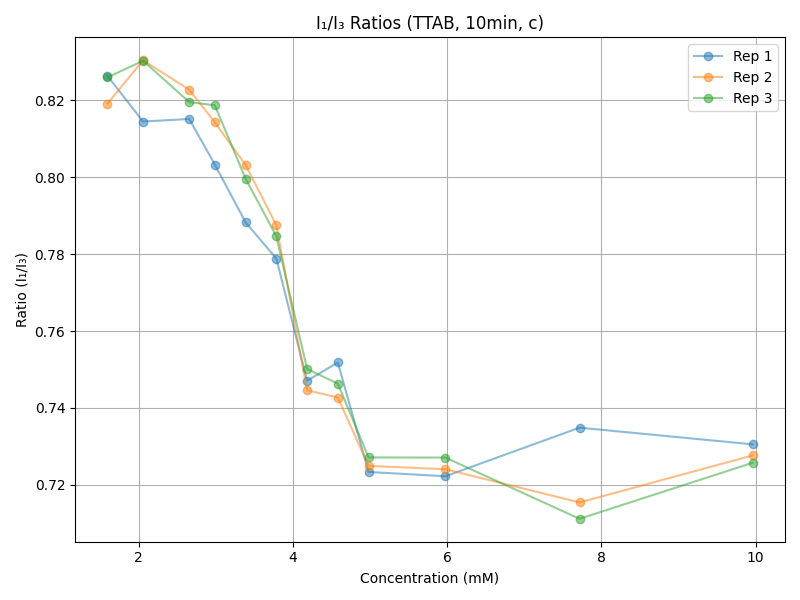 I₁/I₃ Ratios (TTAB, 10min, c)
Rep 1
Rep 2
Rep 3
Ratio (I₁/I₃)
0.82
0.80
0.78
0.76
0.74
0.72
2 4 6 8 10
Concentration (mM)